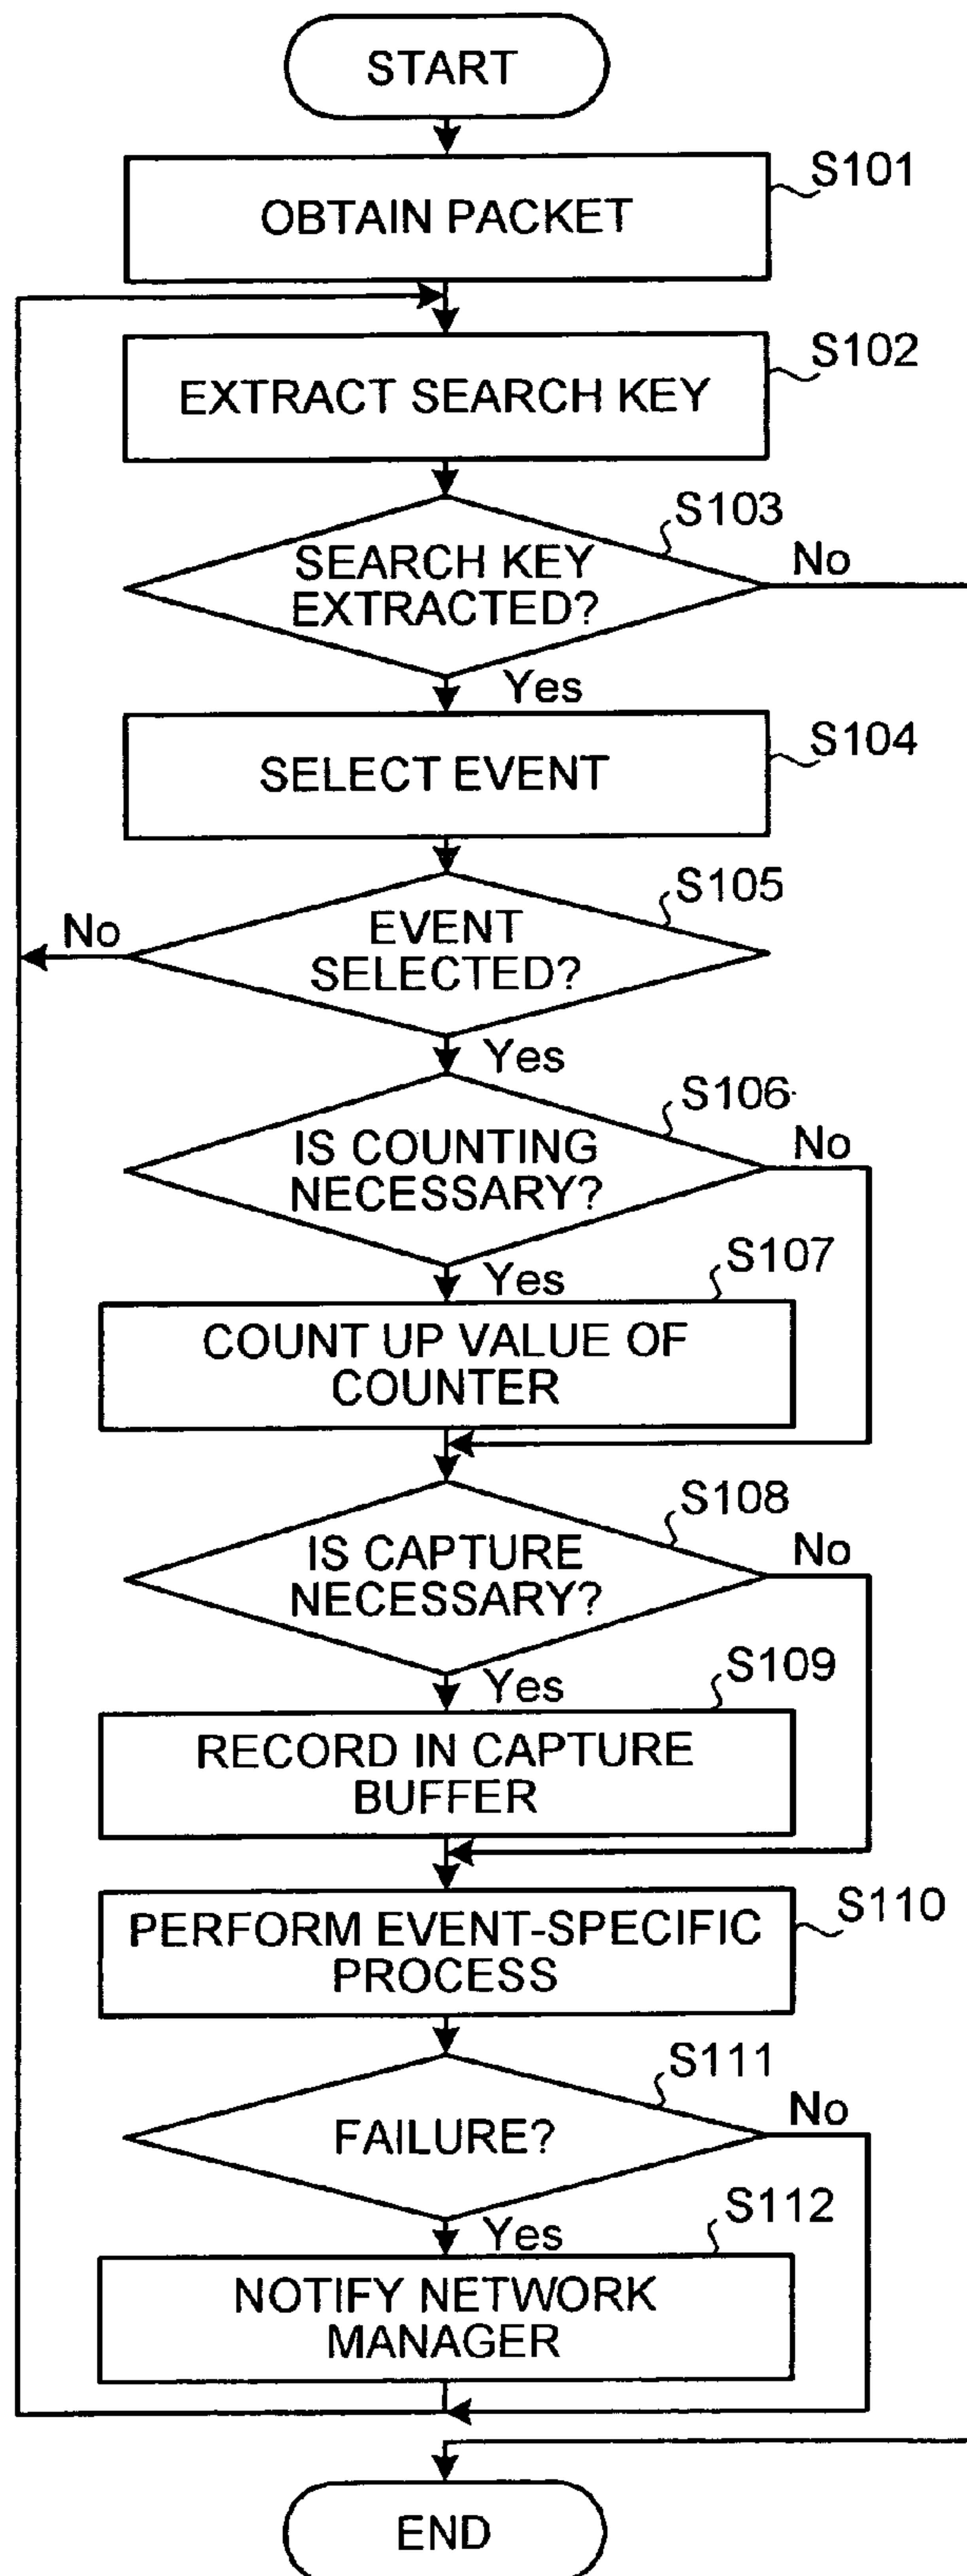 START
S101
OBTAIN PACKET
S102
EXTRACT SEARCH KEY
S103
SEARCH KEY
EXTRACTED?
No
Yes
S104
SELECT EVENT
S105
EVENT
SELECTED?
No
Yes
S106
IS COUNTING
NECESSARY?
No
Yes
S107
COUNT UP VALUE OF
COUNTER
S108
IS CAPTURE
NECESSARY?
No
Yes
S109
RECORD IN CAPTURE
BUFFER
S110
PERFORM EVENT-SPECIFIC
PROCESS
S111
FAILURE?
No
Yes
S112
NOTIFY NETWORK
MANAGER
END